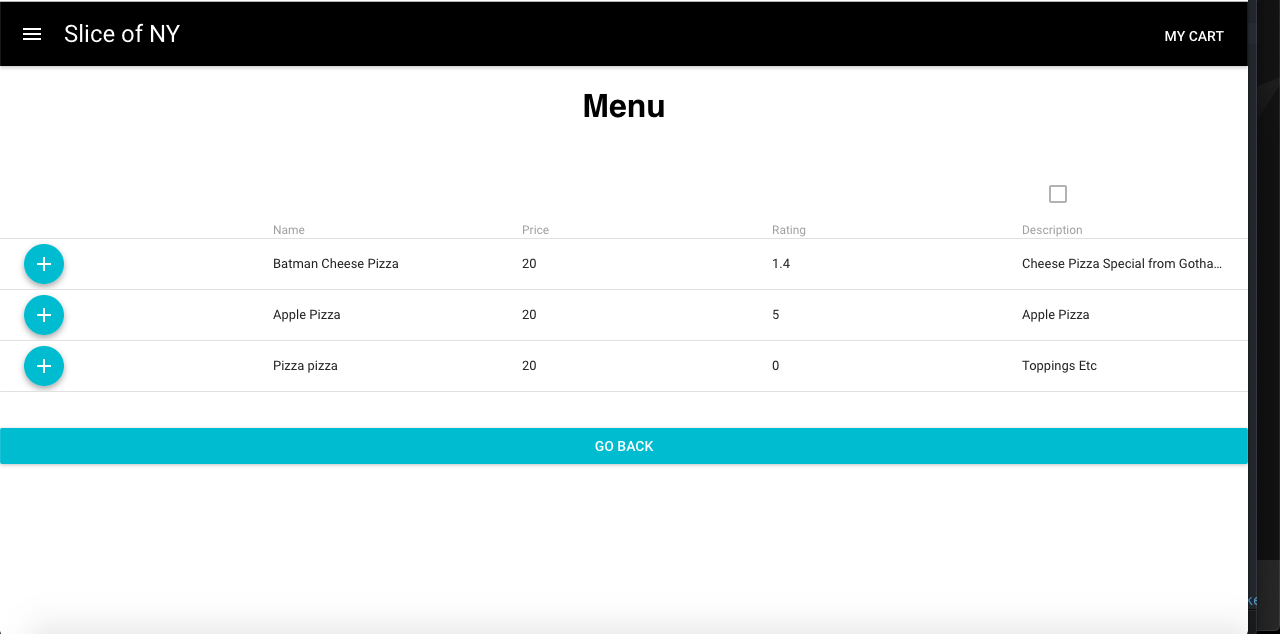 Slice of NY
MY CART
Menu
Name Price Rating Description
Batman Cheese Pizza 20 1.4 Cheese Pizza Special from Gotha...
Apple Pizza 20 5 Apple Pizza
Pizza pizza 20 0 Toppings Etc
GO BACK